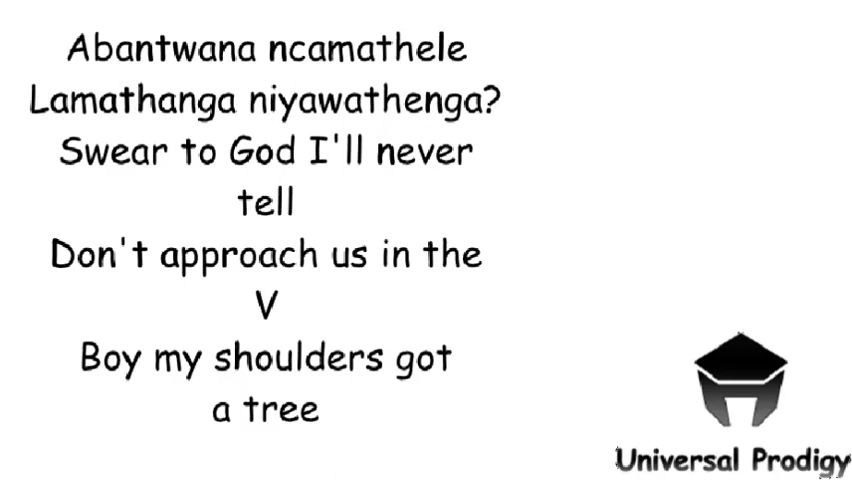 Abantwana ncamathele
Lamathanga niyawathenga?
Swear to God I'll never
tell
Don't approach us in the
V
Boy my shoulders got
a tree
Universal Prodigy